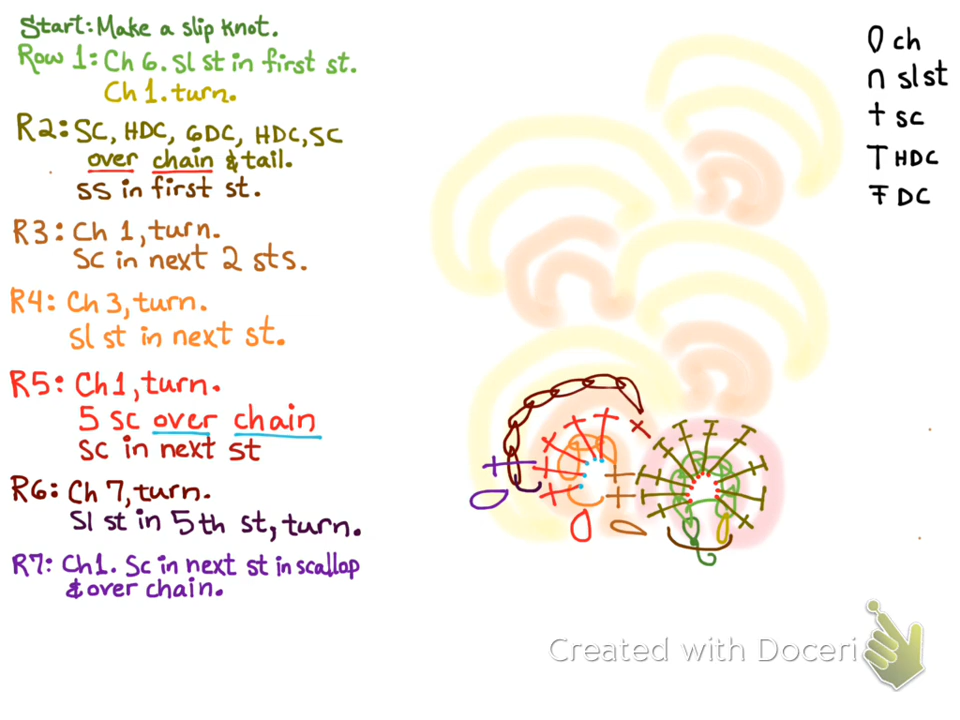 Start: Make a slip knot.
Row 1: Ch 6. Sl st in first st.
Ch 1. turn.
R2: SC, HDC, 6DC, HDC, SC
over chain & tail.
SS in first st.
R3: Ch 1, turn.
Sc in next 2 sts.
R4: Ch 3, turn.
Sl st in next st.
R5: Ch1, turn.
5 sc over chain
Sc in next st
R6: Ch 7, turn.
Sl st in 5th st, turn.
R7: Ch1. Sc in next st in scallop
& over chain.
ch
sl st
sc
HDC
DC
Created with Doceri